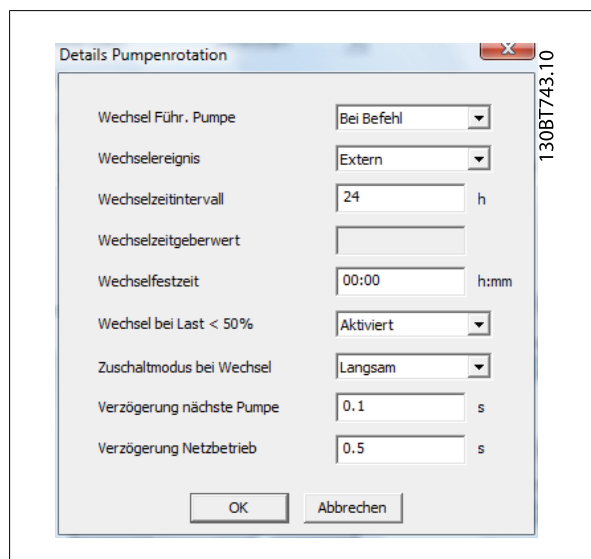 Details Pumpenrotation
130BT743.10
Wechsel Führ. Pumpe Bei Befehl
Wechselereignis Extern
Wechselzeitintervall 24 h
Wechselzeitgeberwert
Wechselfestzeit 00:00 h:mm
Wechsel bei Last < 50% Aktiviert
Zuschaltmodus bei Wechsel Langsam
Verzögerung nächste Pumpe 0.1 s
Verzögerung Netzbetrieb 0.5 s
OK Abbrechen